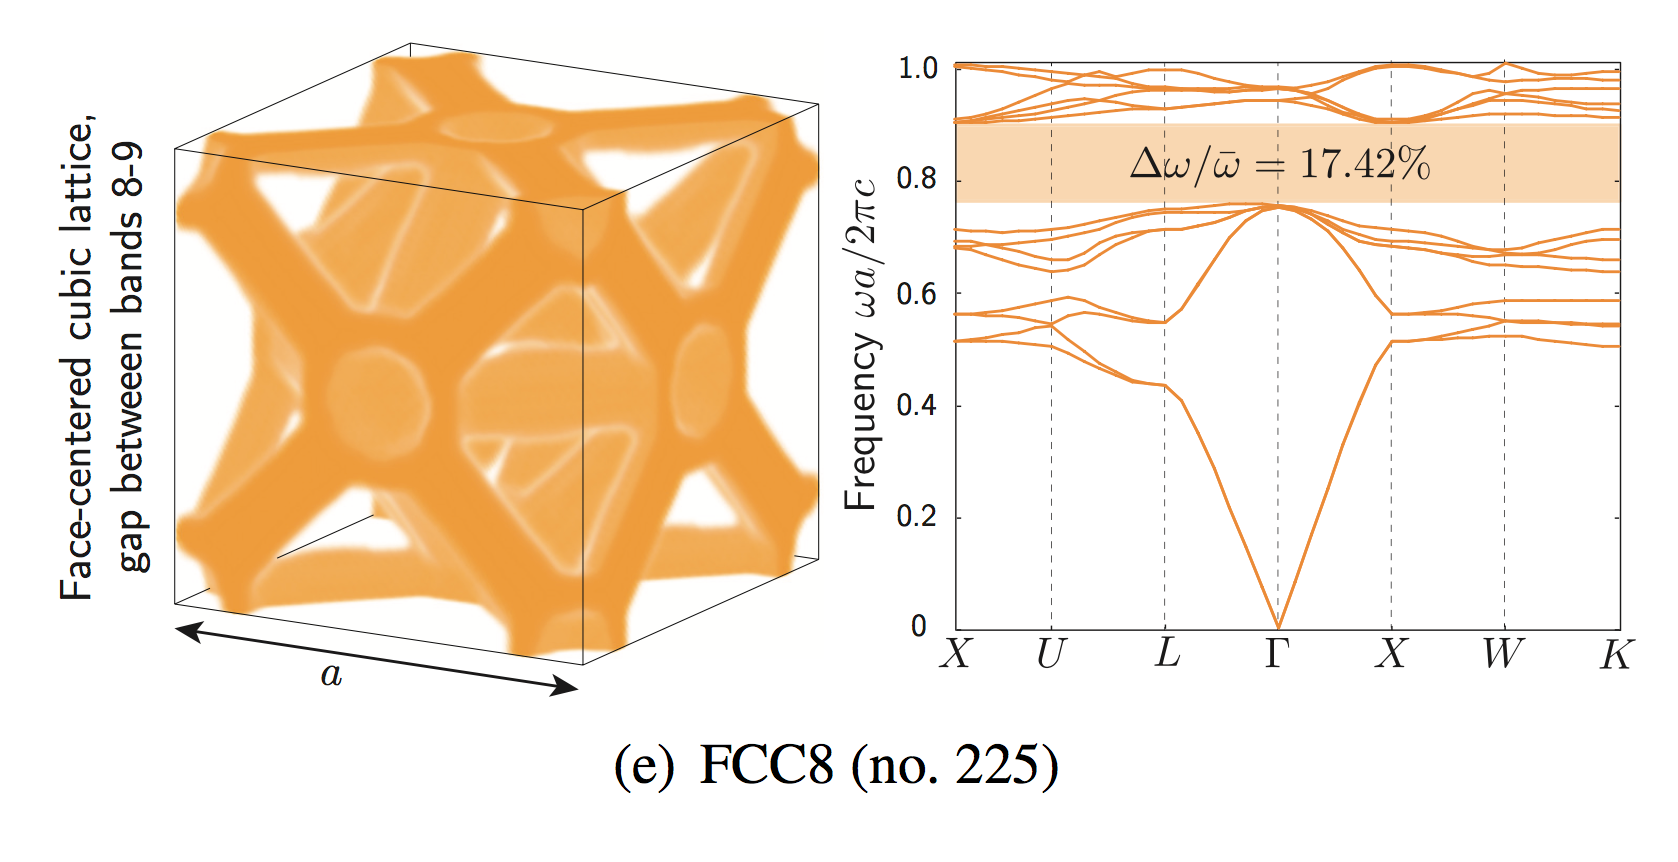 Face-centered cubic lattice,
gap between bands 8-9
a
Frequency ωa/2πc
1.0
0.8
0.6
0.4
0.2
0
Δω/ω̄ = 17.42%
X U L Γ X W K
(e) FCC8 (no. 225)